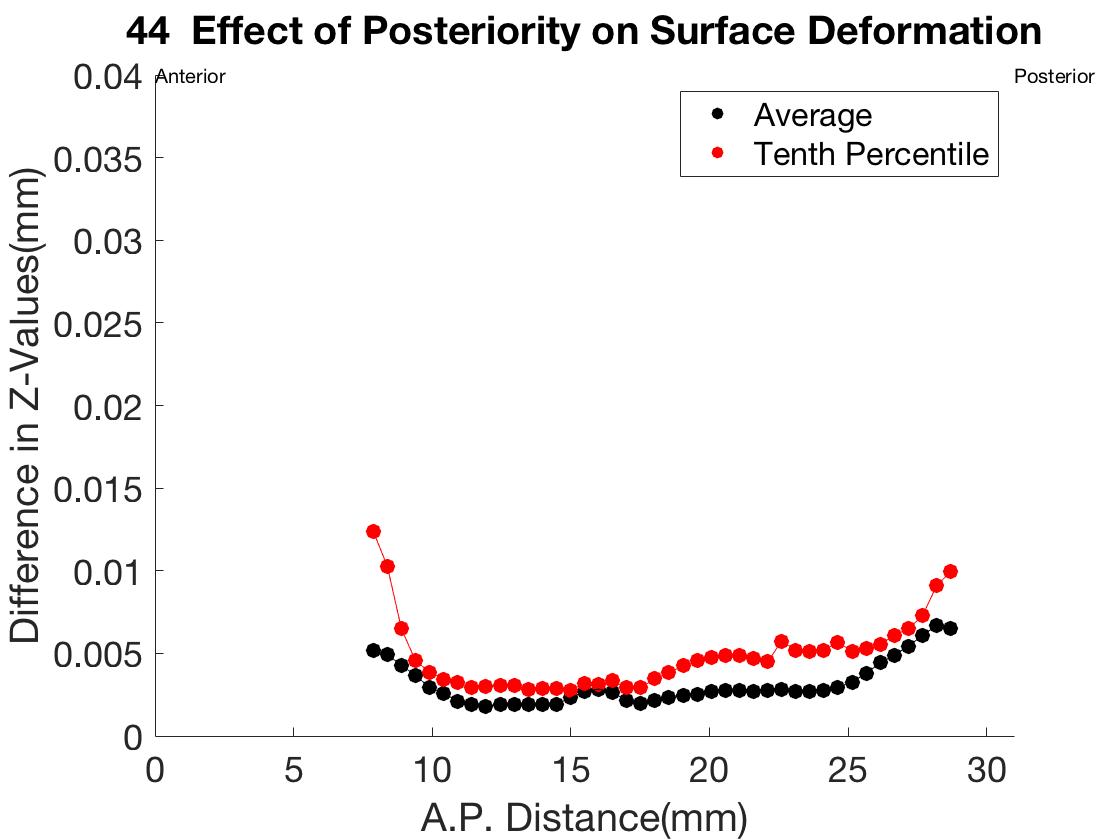 44  Effect of Posteriority on Surface Deformation
Anterior
Posterior
Average
Tenth Percentile
Difference in Z-Values(mm)
0.04
0.035
0.03
0.025
0.02
0.015
0.01
0.005
0
0 5 10 15 20 25 30
A.P. Distance(mm)